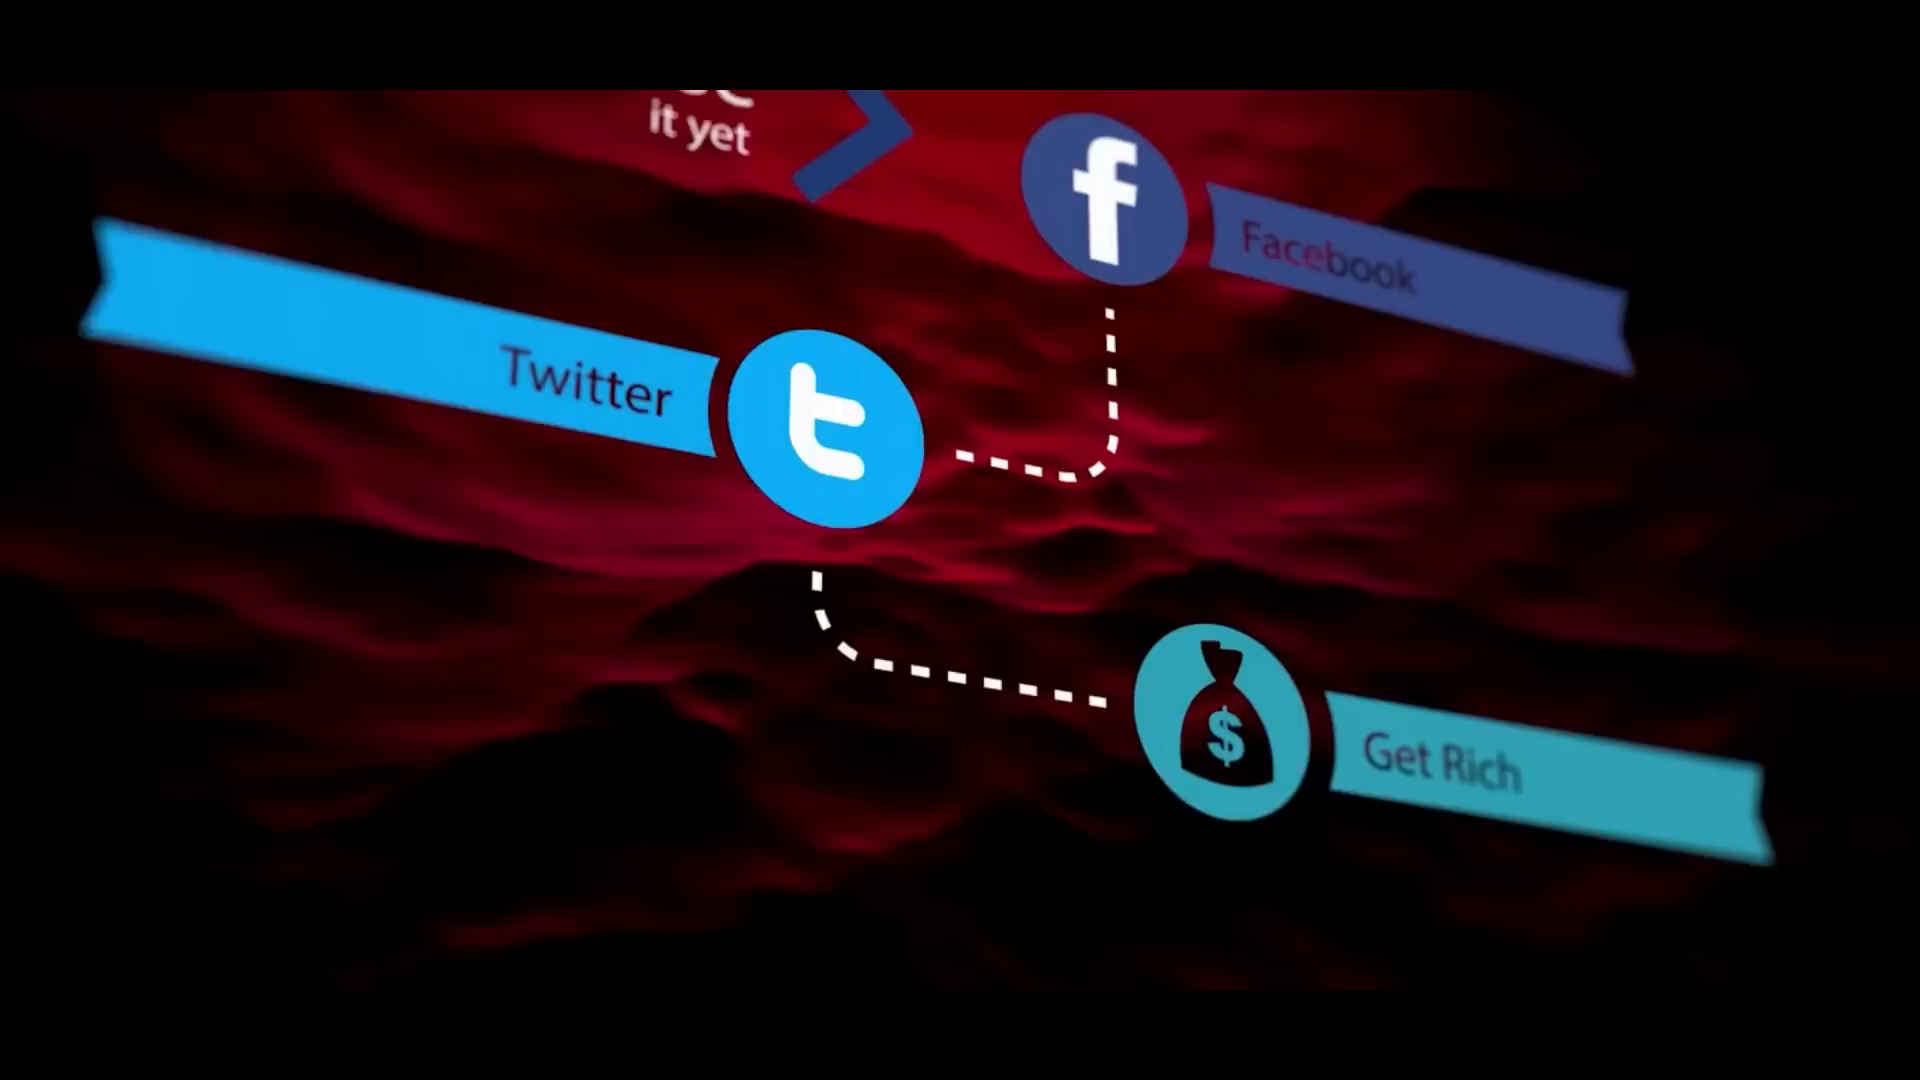 it yet
f
Facebook
Twitter
t
$
Get Rich